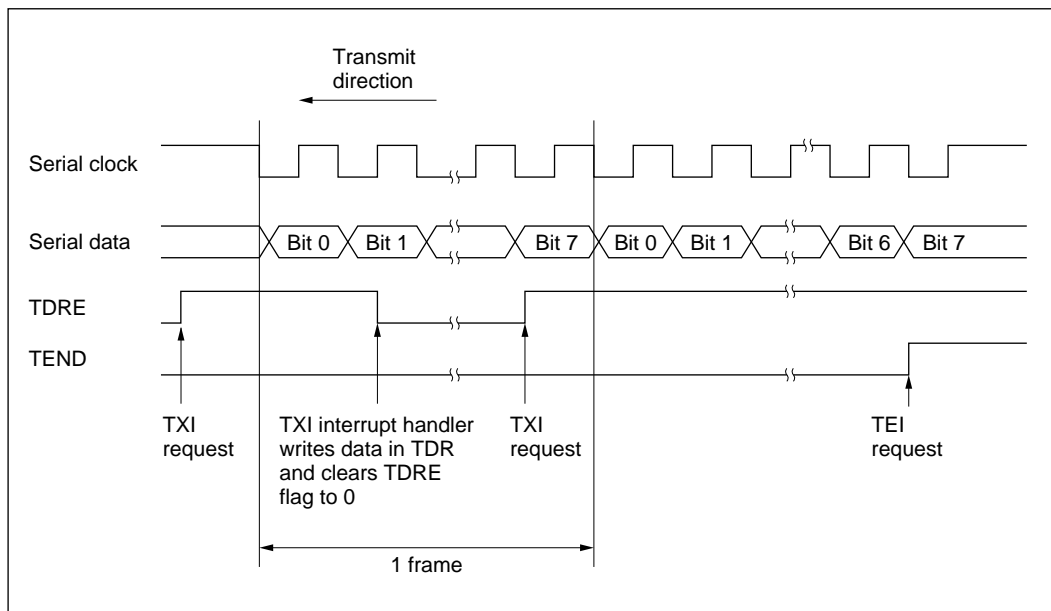 Transmit
direction
Serial clock
Serial data
Bit 0
Bit 1
Bit 7
Bit 0
Bit 1
Bit 6
Bit 7
TDRE
TEND
TXI
request
TXI interrupt handler
writes data in TDR
and clears TDRE
flag to 0
TXI
request
TEI
request
1 frame